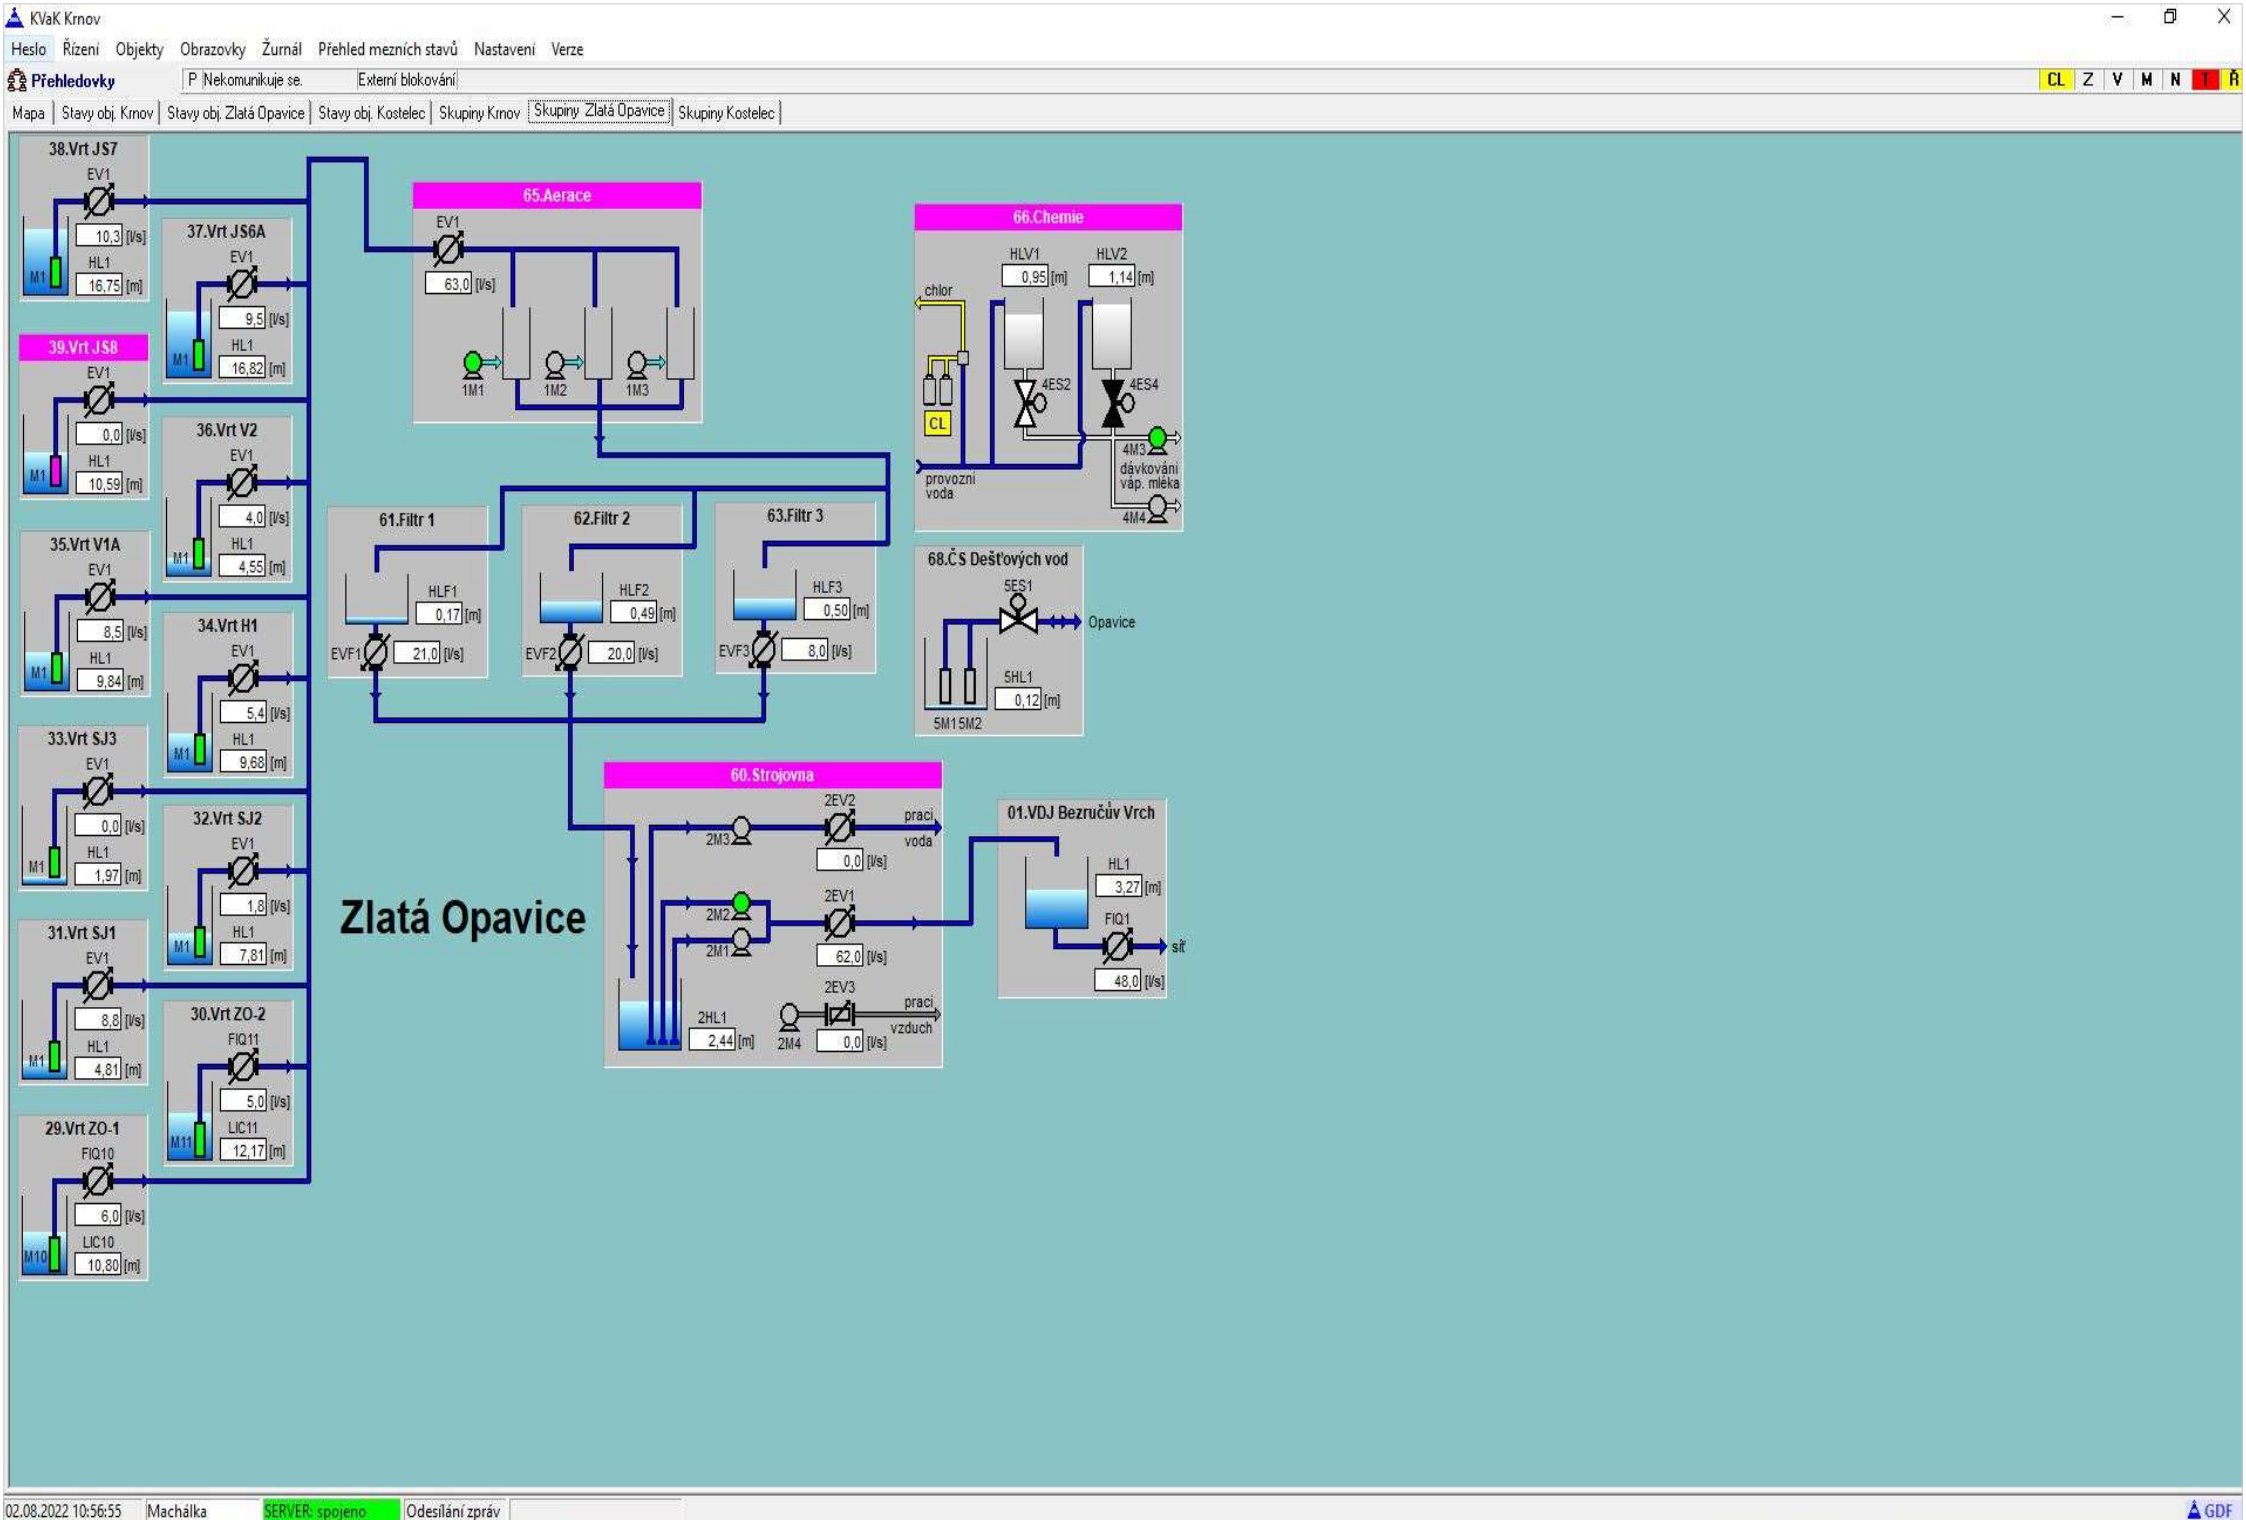 KVaK Krnov
Heslo Řízení Objekty Obrazovky Žurnál Přehled mezních stavů Nastavení Verze
Přehledovky P Nekomunikuje se. Externí blokování CL Z V M N T Ř
Mapa Stavy obj. Krnov Stavy obj. Zlatá Opavice Stavy obj. Kostelec Skupiny Krnov Skupiny Zlatá Opavice Skupiny Kostelec
38.Vrt JS7
EV1
10,3 [l/s]
HL1
M1 16,75 [m]
37.Vrt JS6A
EV1
9,5 [l/s]
HL1
M1 16,82 [m]
39.Vrt JS8
EV1
0,0 [l/s]
HL1
M1 10,59 [m]
36.Vrt V2
EV1
4,0 [l/s]
HL1
M1 4,55 [m]
35.Vrt V1A
EV1
8,5 [l/s]
HL1
M1 9,84 [m]
34.Vrt H1
EV1
5,4 [l/s]
HL1
M1 9,68 [m]
33.Vrt SJ3
EV1
0,0 [l/s]
HL1
M1 1,97 [m]
32.Vrt SJ2
EV1
1,8 [l/s]
HL1
M1 7,81 [m]
31.Vrt SJ1
EV1
8,8 [l/s]
HL1
M1 4,81 [m]
30.Vrt ZO-2
FIQ11
5,0 [l/s]
LIC11
M11 12,17 [m]
29.Vrt ZO-1
FIQ10
6,0 [l/s]
LIC10
M10 10,80 [m]
65.Aerace
EV1
63,0 [l/s]
1M1 1M2 1M3
66.Chemie
HLV1 HLV2
0,95 [m] 1,14 [m]
chlor
4ES2 4ES4
CL
4M3
provozní
voda
dávkování
váp. mléka
4M4
61.Filtr 1
HLF1
0,17 [m]
EVF1 21,0 [l/s]
62.Filtr 2
HLF2
0,49 [m]
EVF2 20,0 [l/s]
63.Filtr 3
HLF3
0,50 [m]
EVF3 8,0 [l/s]
68.ČS Dešťových vod
5ES1
Opavice
5HL1
0,12 [m]
5M1 5M2
Zlatá Opavice
60.Strojovna
2EV2
2M3
prací
voda
0,0 [l/s]
2EV1
2M2
2M1
62,0 [l/s]
2EV3
2HL1
2,44 [m]
2M4
prací
vzduch
0,0 [l/s]
01.VDJ Bezručův Vrch
HL1
3,27 [m]
FIQ1
síť
48,0 [l/s]
02.08.2022 10:56:55 Machálka SERVER: spojeno Odesílání zpráv GDF